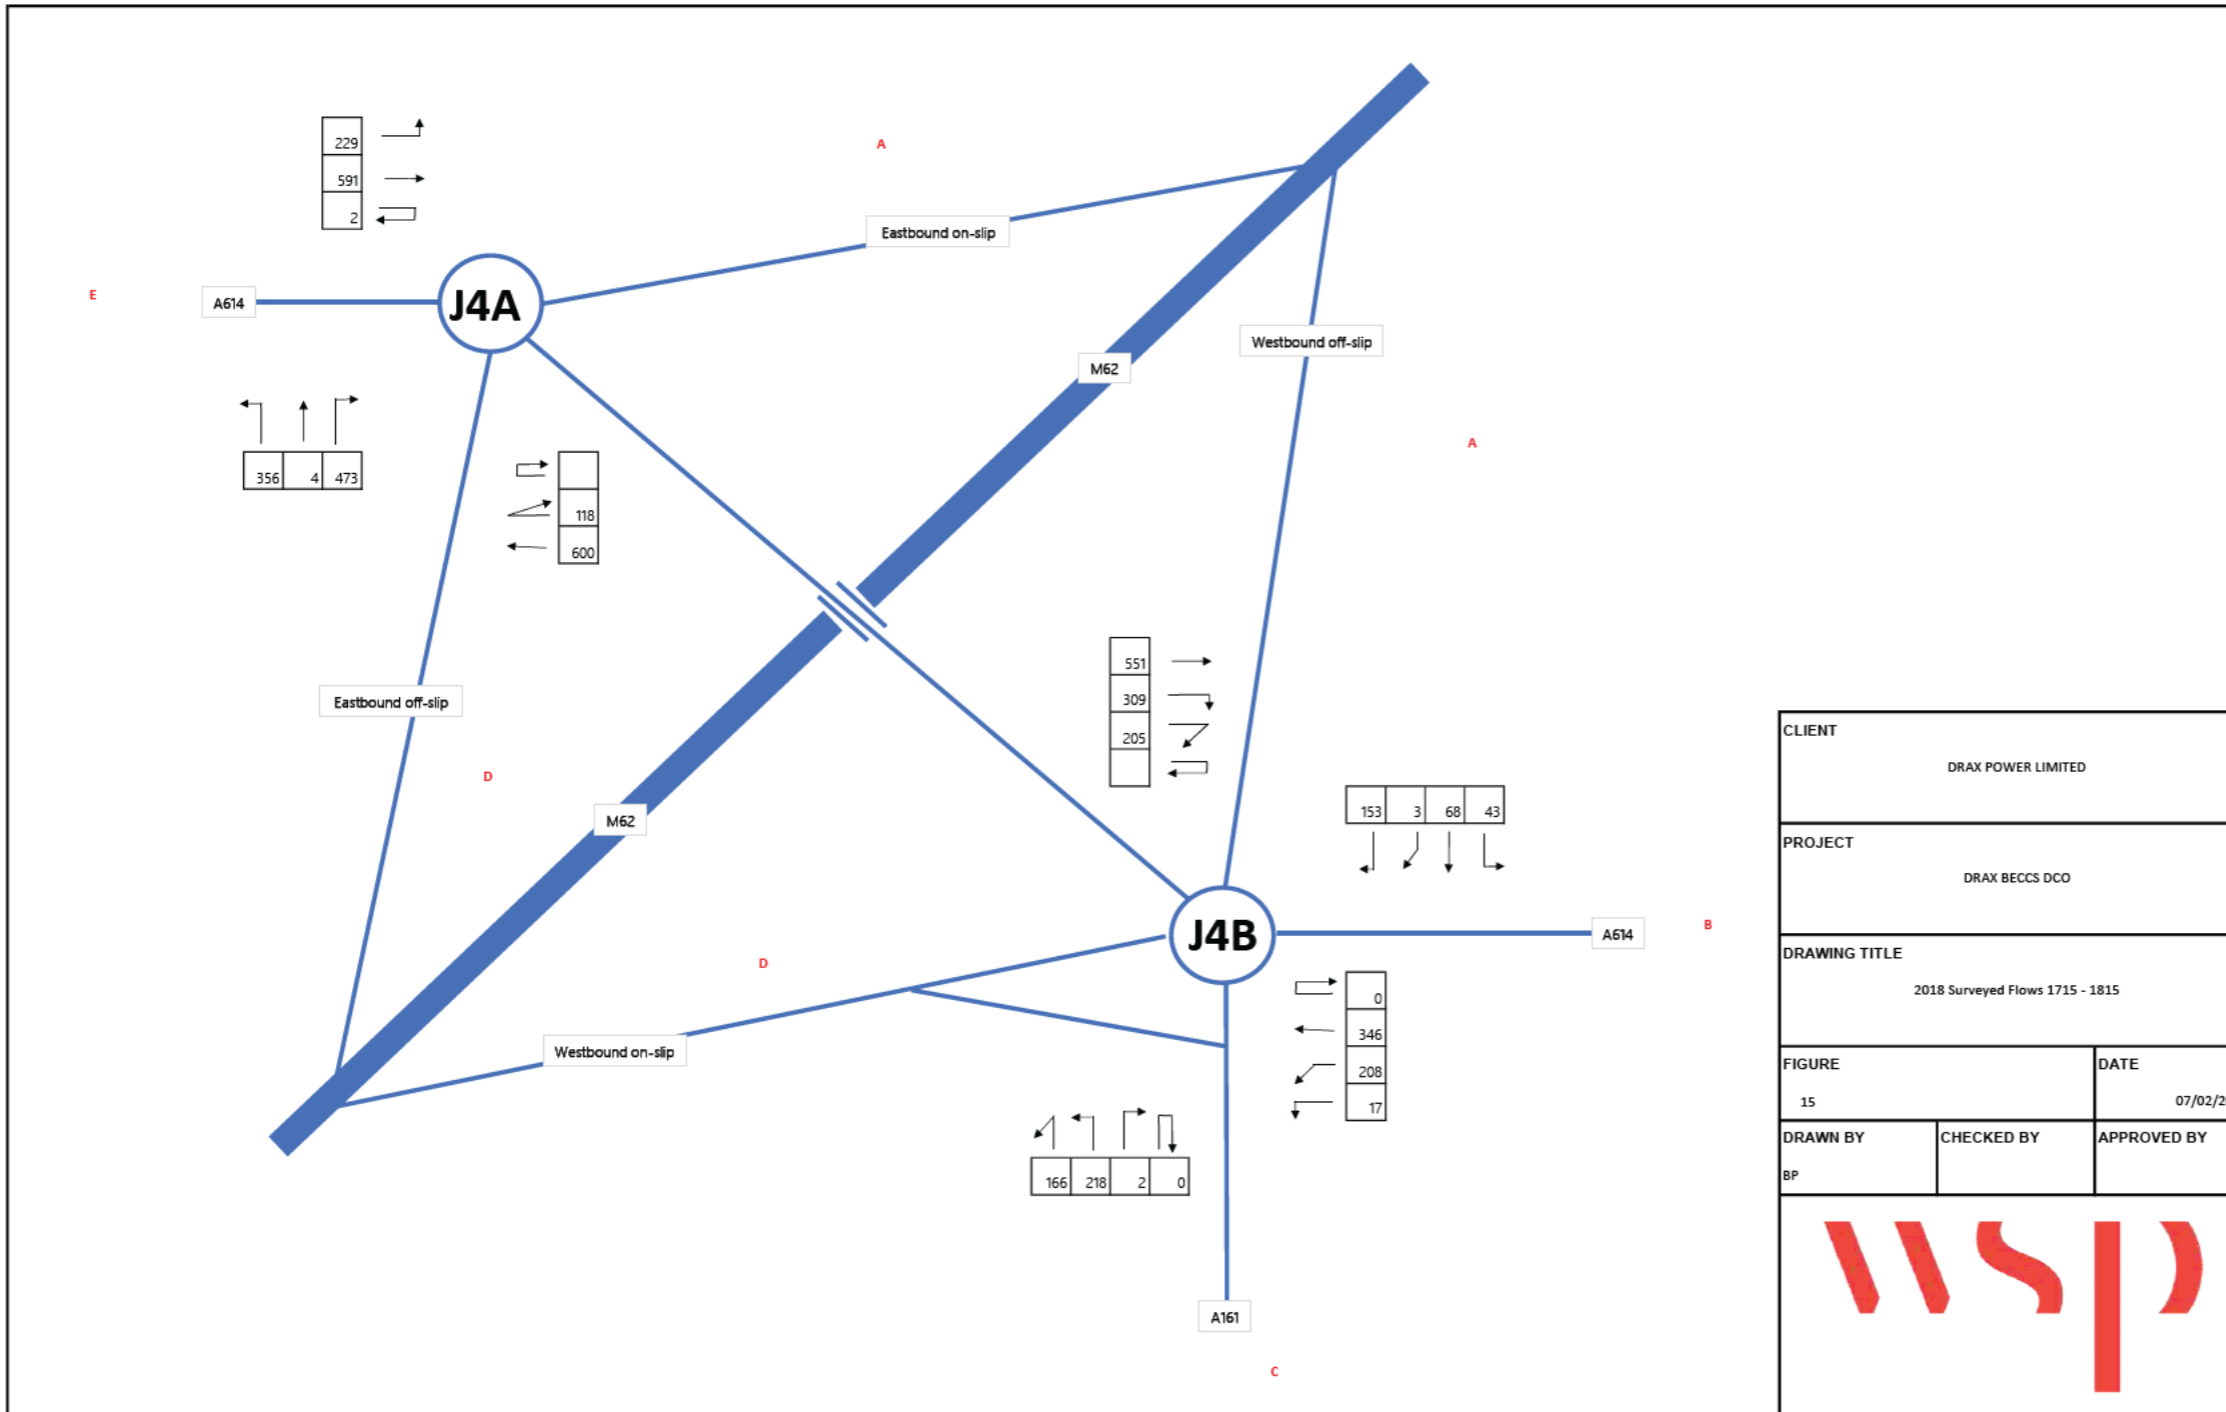 229
591
2
A
Eastbound on-slip
E
A614
J4A
Westbound off-slip
M62
A
356 4 473
118
600
551
309
205
Eastbound off-slip
D
M62
153 3 68 43
J4B
A614
B
D
0
346
208
17
Westbound on-slip
166 218 2 0
A161
C
CLIENT
DRAX POWER LIMITED
PROJECT
DRAX BECCS DCO
DRAWING TITLE
2018 Surveyed Flows 1715 - 1815
FIGURE
DATE
15
07/02/2
DRAWN BY
CHECKED BY
APPROVED BY
BP
wsp